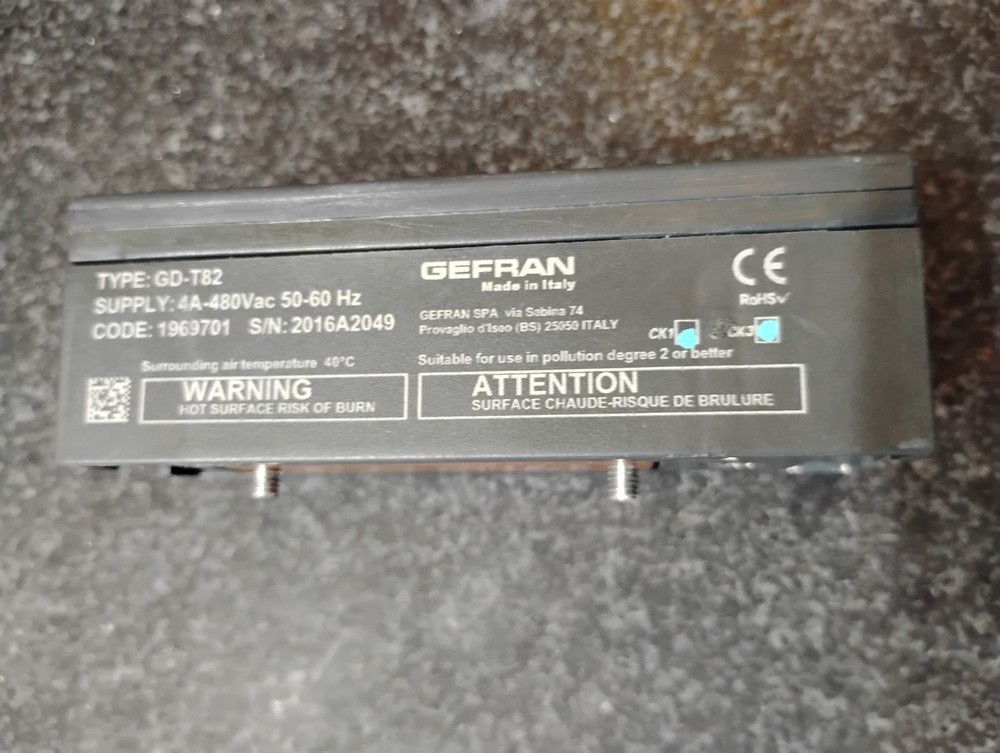 TYPE: GD-T82
SUPPLY: 4A-480Vac 50-60 Hz
CODE: 1969701 S/N: 2016A2049
Surrounding air temperature 40°C
WARNING
HOT SURFACE RISK OF BURN
GEFRAN
Made in Italy
GEFRAN SPA via Sebina 74
Provaglio d'Iseo (BS) 25050 ITALY
CE
RoHS✓
CK1
CK3
Suitable for use in pollution degree 2 or better
ATTENTION
SURFACE CHAUDE-RISQUE DE BRULURE